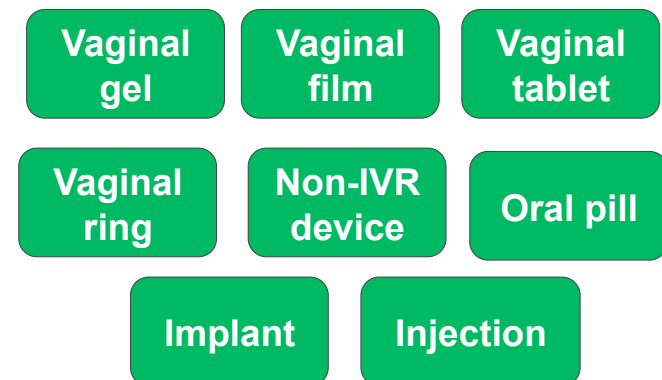 Vaginal
gel
Vaginal
film
Vaginal
tablet
Vaginal
ring
Non-IVR
device
Oral pill
Implant
Injection